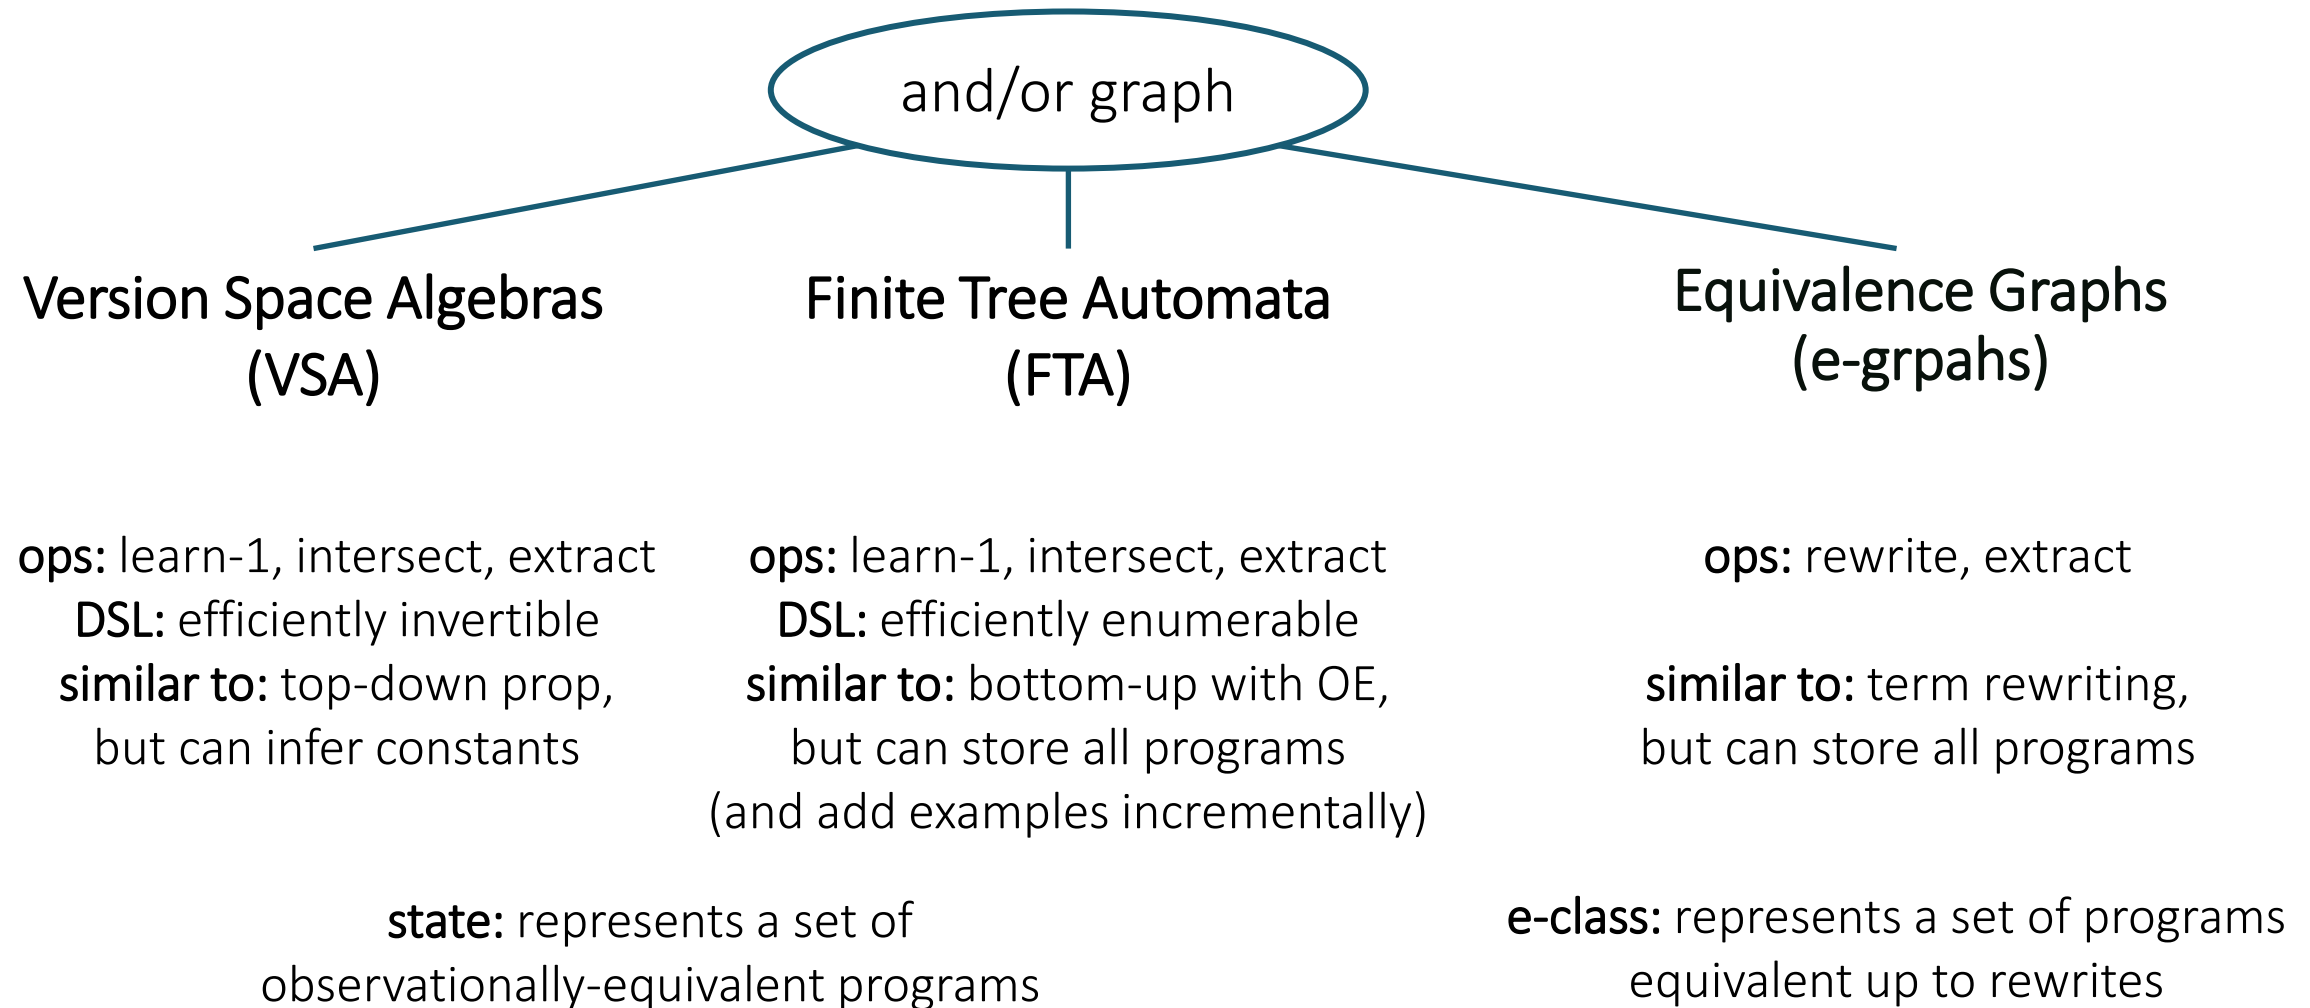 and/or graph
Version Space Algebras
(VSA)
Finite Tree Automata
(FTA)
Equivalence Graphs
(e-grpahs)
ops: learn-1, intersect, extract
DSL: efficiently invertible
similar to: top-down prop,
but can infer constants
ops: learn-1, intersect, extract
DSL: efficiently enumerable
similar to: bottom-up with OE,
but can store all programs
(and add examples incrementally)
ops: rewrite, extract
similar to: term rewriting,
but can store all programs
state: represents a set of
observationally-equivalent programs
e-class: represents a set of programs
equivalent up to rewrites